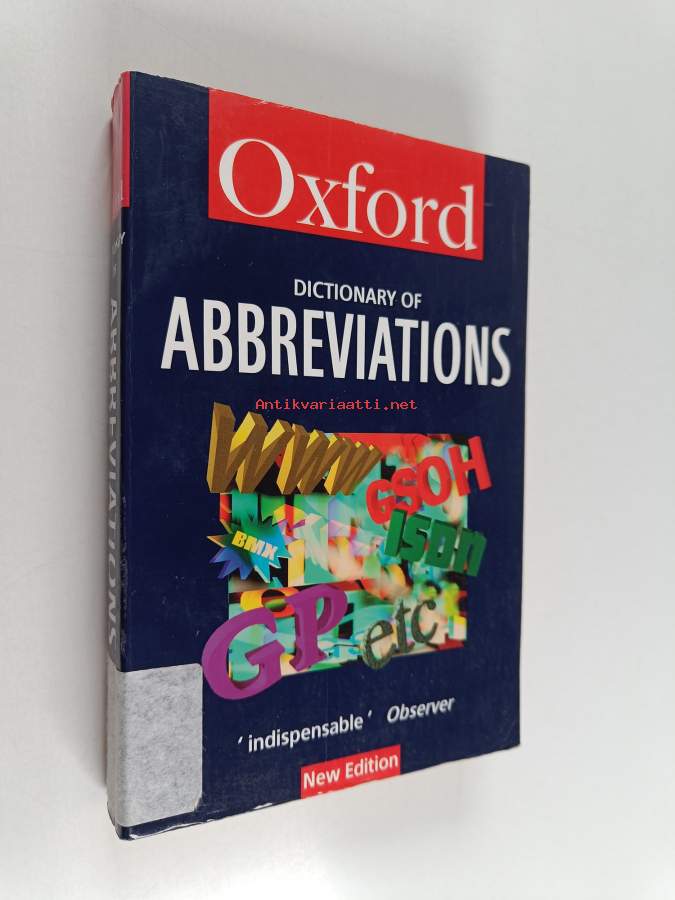 Oxford
DICTIONARY OF
ABBREVIATIONS
Antikvariaatti.net
WWW
GSOH
ISDN
BMX
GP
etc
'indispensable' Observer
New Edition
ABBREVIATIONS